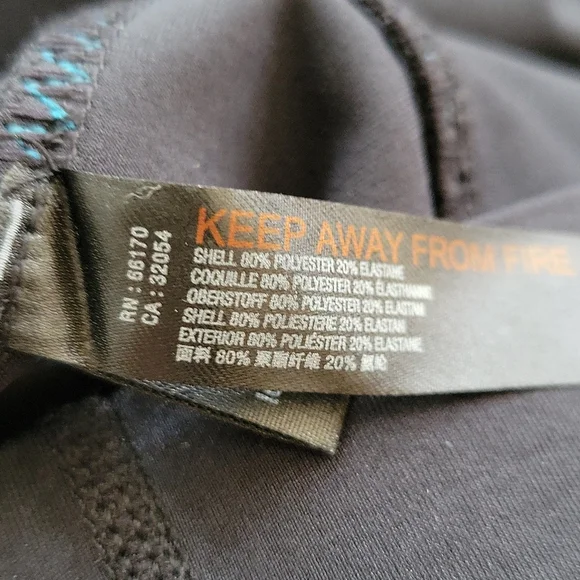 RN: 66170
CA: 32054
KEEP AWAY FROM FIRE
SHELL 80% POLYESTER 20% ELASTANE
COQUILLE 80% POLYESTER 20% ELASTHANNE
OBERSTOFF 80% POLYESTER 20% ELASTAN
SHELL 80% POLIESTERE 20% ELASTAN
EXTERIOR 80% POLIÉSTER 20% ELASTANE
面料 80% 聚酯纤维 20% 氨纶